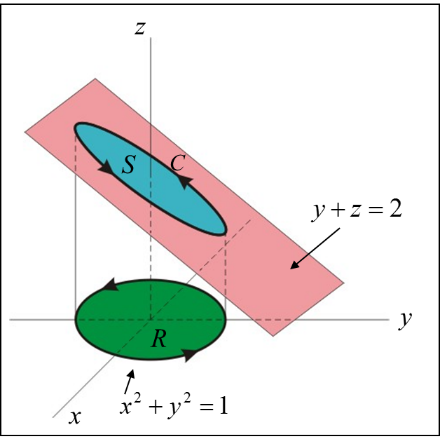 z
S
C
y + z = 2
y
R
x
x² + y² = 1